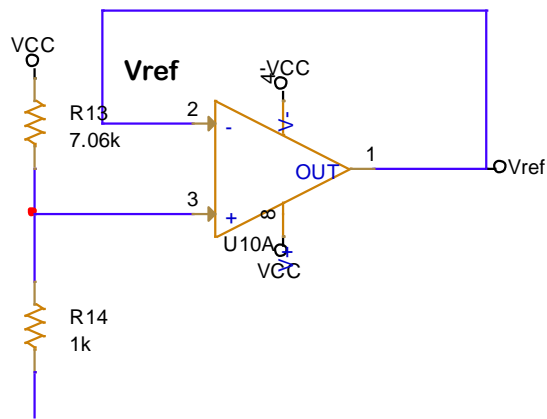 VCC
R13
7.06k
Vref
2
-
4
-VCC
V-
OUT
1
Vref
3
+
8
U10A
V+
VCC
R14
1k